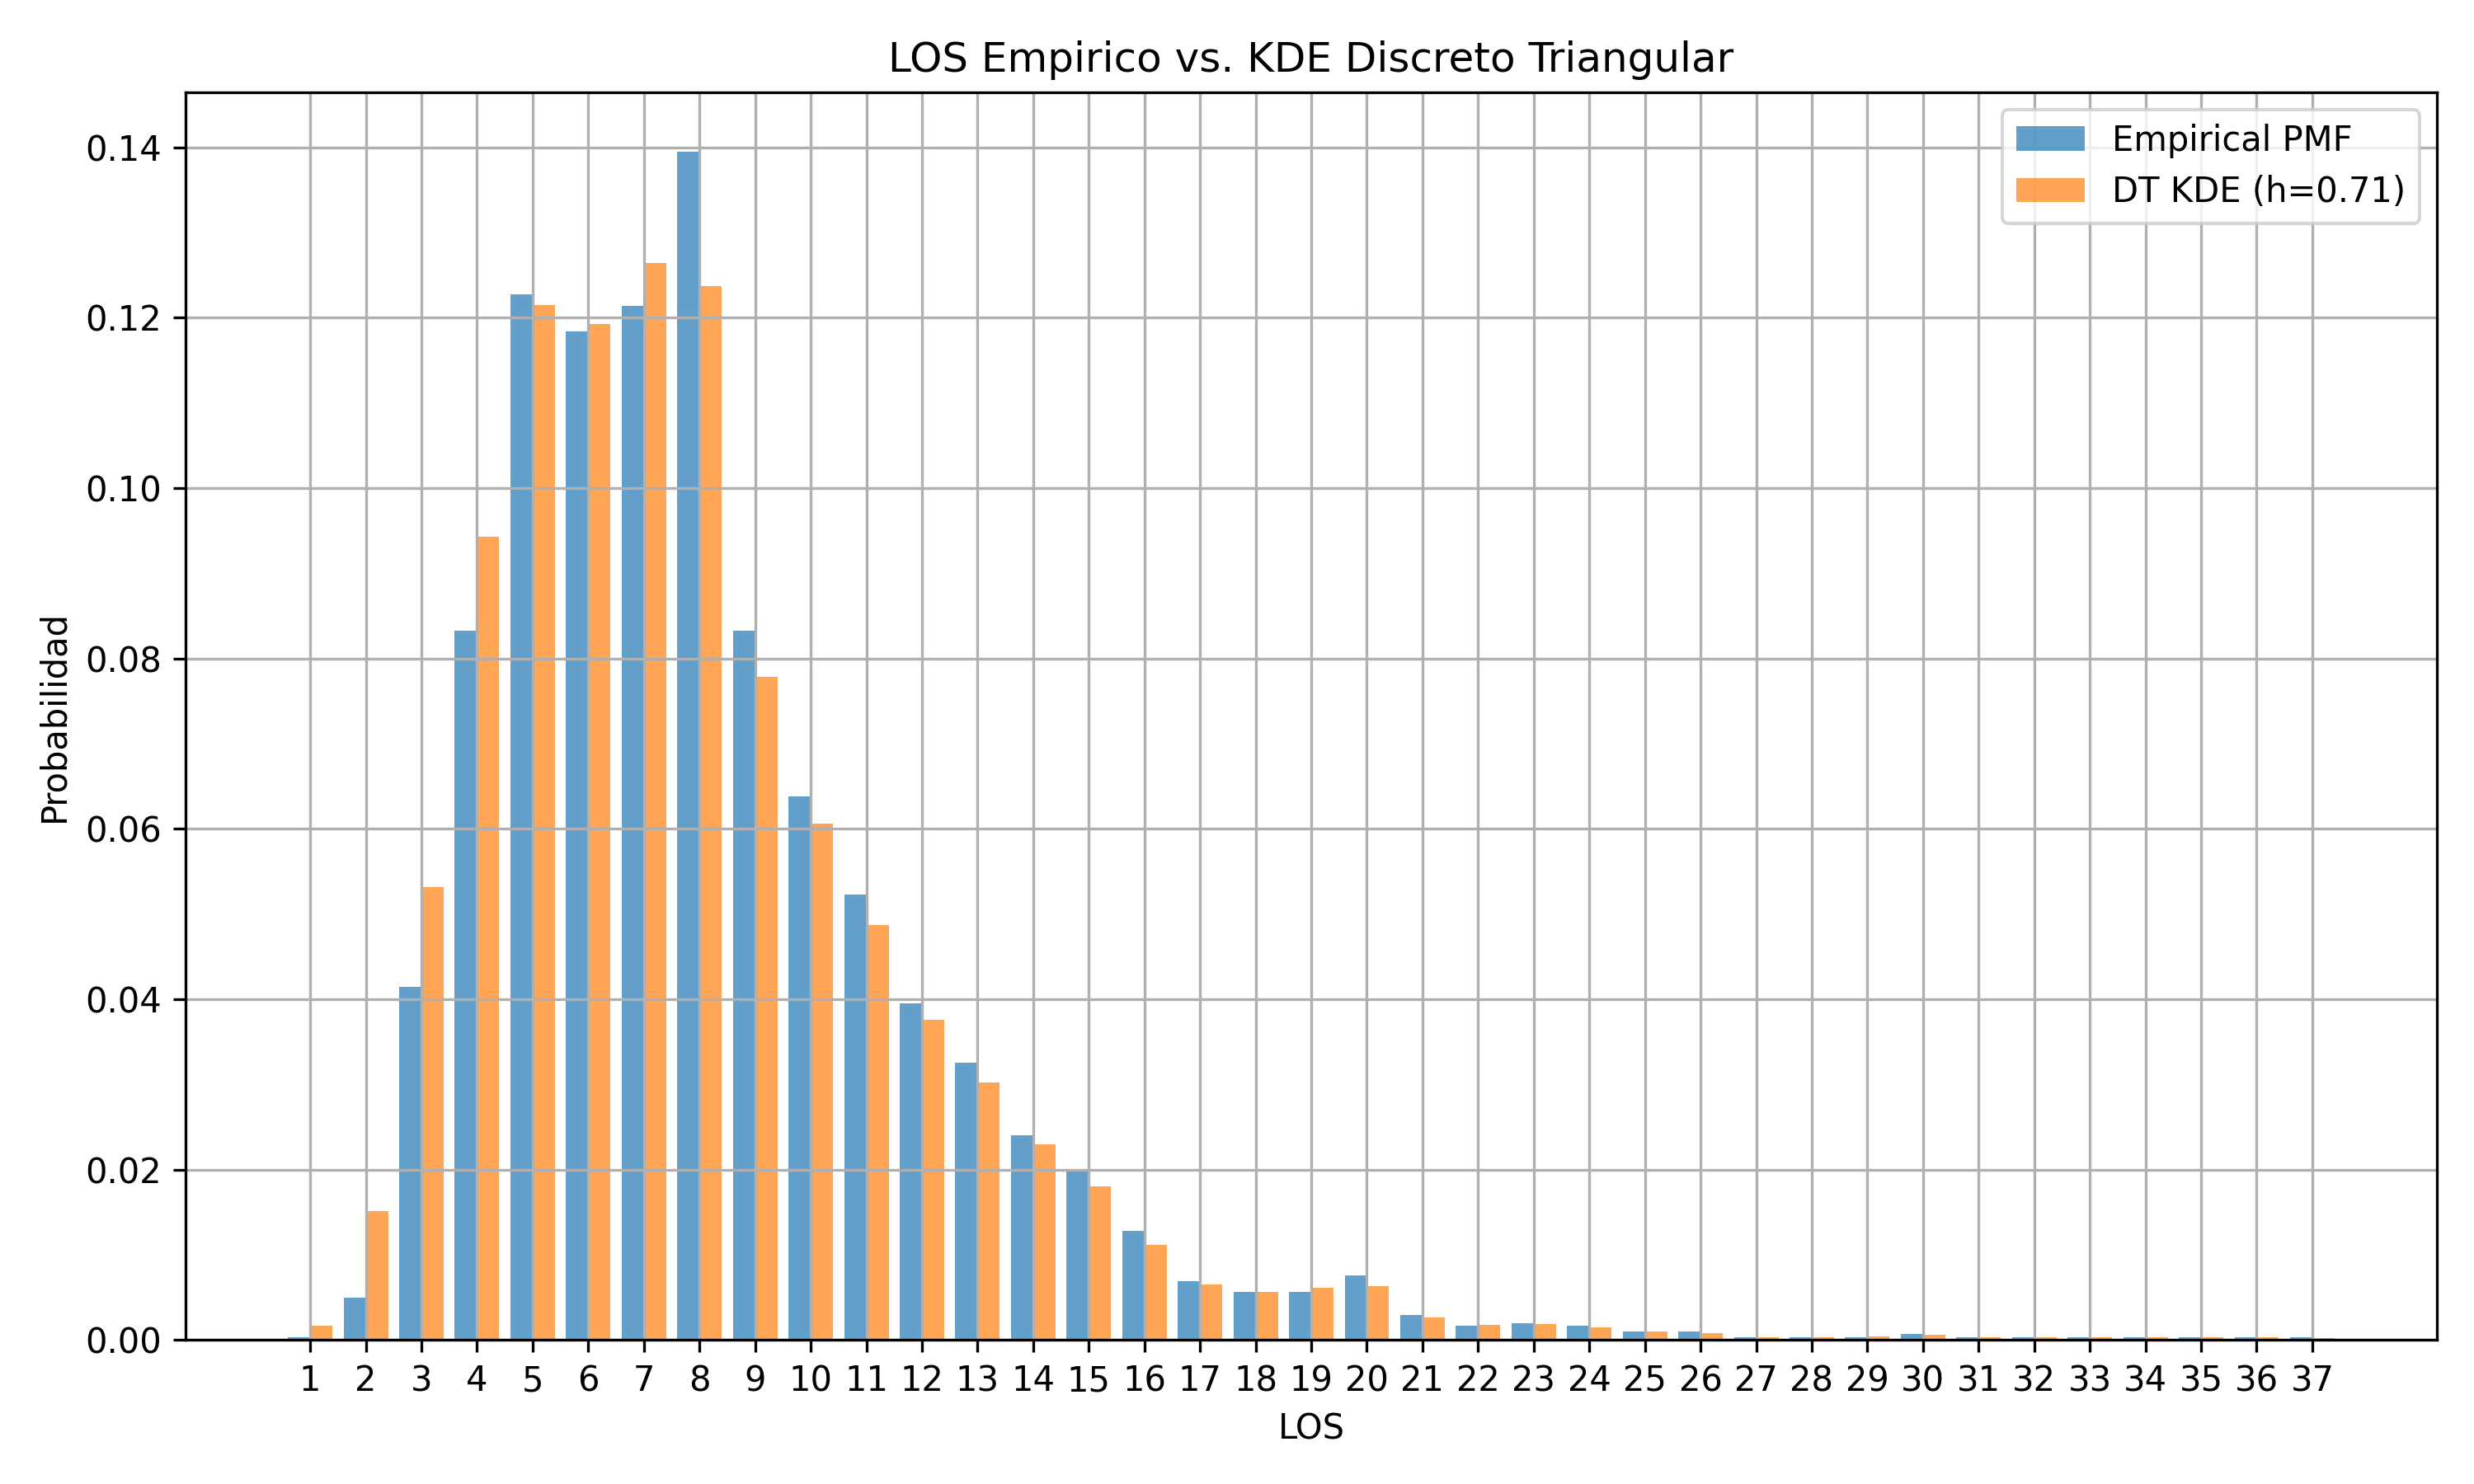 LOS Empirico vs. KDE Discreto Triangular
Empirical PMF
DT KDE (h=0.71)
Probabilidad
0.14
0.12
0.10
0.08
0.06
0.04
0.02
0.00
1 2 3 4 5 6 7 8 9 10 11 12 13 14 15 16 17 18 19 20 21 22 23 24 25 26 27 28 29 30 31 32 33 34 35 36 37
LOS